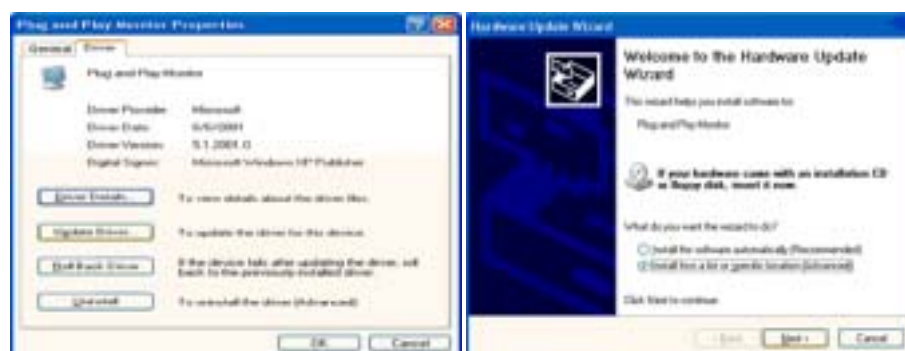 Plug and Play Monitor Properties
General Driver
Plug and Play Monitor
Driver Provider: Microsoft
Driver Date: 6/6/2001
Driver Version: 5.1.2001.0
Digital Signer: Microsoft Windows XP Publisher
Driver Details... To view details about the driver files.
Update Driver... To update the driver for this device.
Roll Back Driver If the device fails after updating the driver, roll
back to the previously installed driver.
Uninstall To uninstall the driver (Advanced).
OK Cancel
Hardware Update Wizard
Welcome to the Hardware Update
Wizard
This wizard helps you install software for:
Plug and Play Monitor
If your hardware came with an installation CD
or floppy disk, insert it now.
What do you want the wizard to do?
Install the software automatically (Recommended)
Install from a list or specific location (Advanced)
Click Next to continue.
< Back Next > Cancel